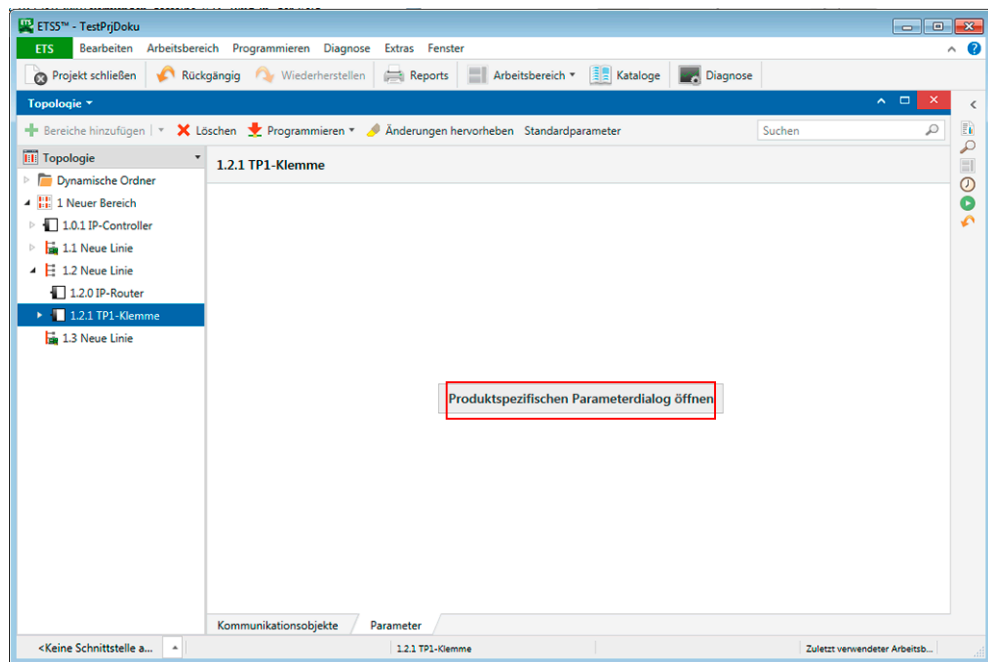 ETS5™ - TestPrjDoku
ETS Bearbeiten Arbeitsbereich Programmieren Diagnose Extras Fenster
Projekt schließen Rückgängig Wiederherstellen Reports Arbeitsbereich Kataloge Diagnose
Topologie
Bereiche hinzufügen Löschen Programmieren Änderungen hervorheben Standardparameter Suchen
Topologie
1.2.1 TP1-Klemme
Dynamische Ordner
1 Neuer Bereich
1.0.1 IP-Controller
1.1 Neue Linie
1.2 Neue Linie
1.2.0 IP-Router
1.2.1 TP1-Klemme
1.3 Neue Linie
Produktspezifischen Parameterdialog öffnen
Kommunikationsobjekte Parameter
<Keine Schnittstelle a... 1.2.1 TP1-Klemme Zuletzt verwendeter Arbeitsb...